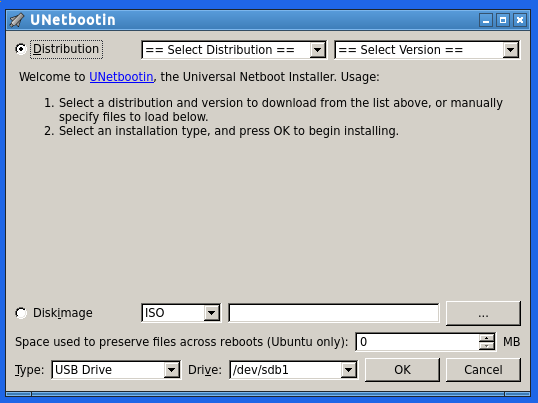 UNetbootin
Distribution == Select Distribution == == Select Version ==
Welcome to UNetbootin, the Universal Netboot Installer. Usage:
1. Select a distribution and version to download from the list above, or manually
specify files to load below.
2. Select an installation type, and press OK to begin installing.
Diskimage ISO ...
Space used to preserve files across reboots (Ubuntu only): 0 MB
Type: USB Drive Drive: /dev/sdb1 OK Cancel